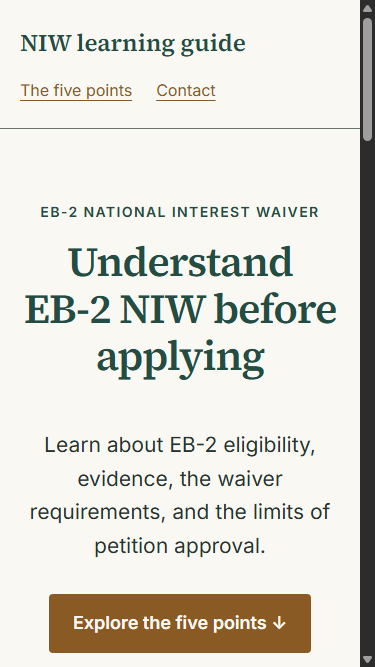 NIW learning guide
The five points Contact
EB-2 NATIONAL INTEREST WAIVER
Understand
EB-2 NIW before
applying
Learn about EB-2 eligibility,
evidence, the waiver
requirements, and the limits of
petition approval.
Explore the five points ↓